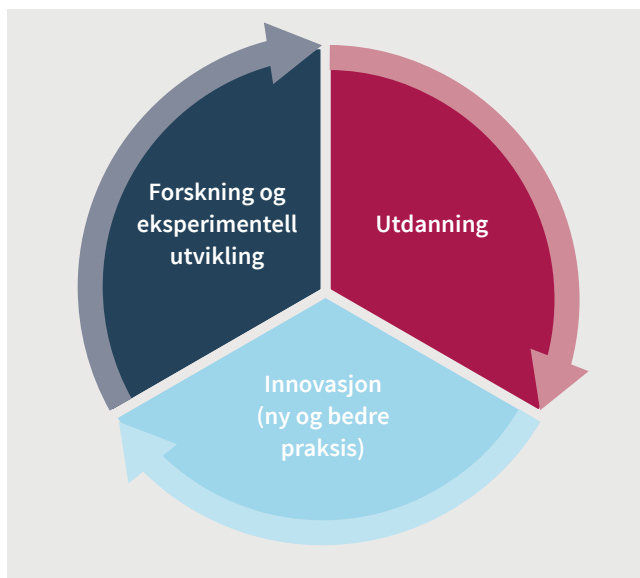 Forskning og
eksperimentell
utvikling
Utdanning
Innovasjon
(ny og bedre
praksis)